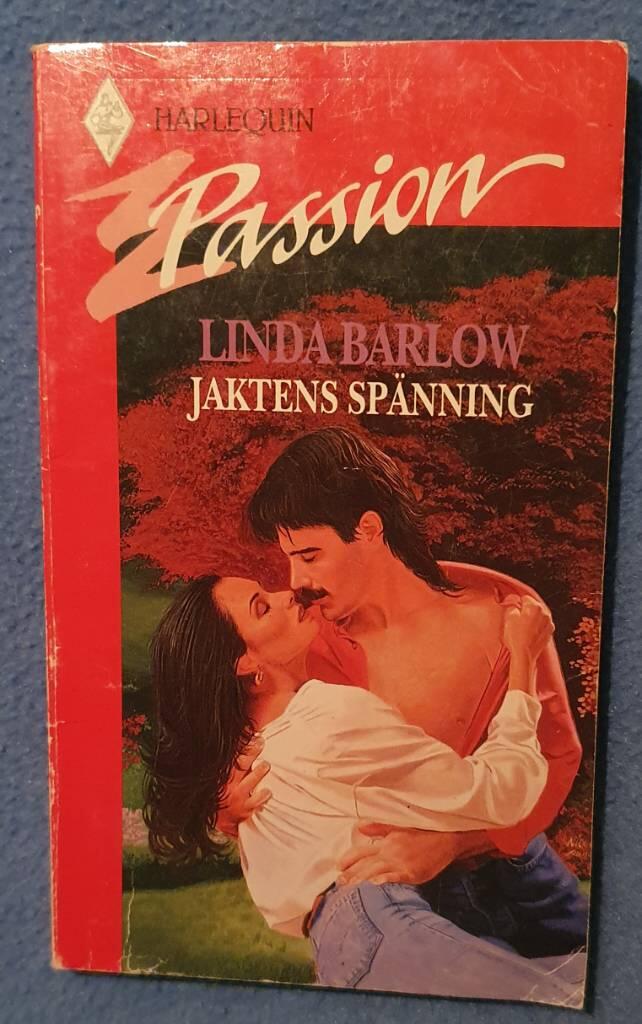 HARLEQUIN
Passion
LINDA BARLOW
JAKTENS SPÄNNING